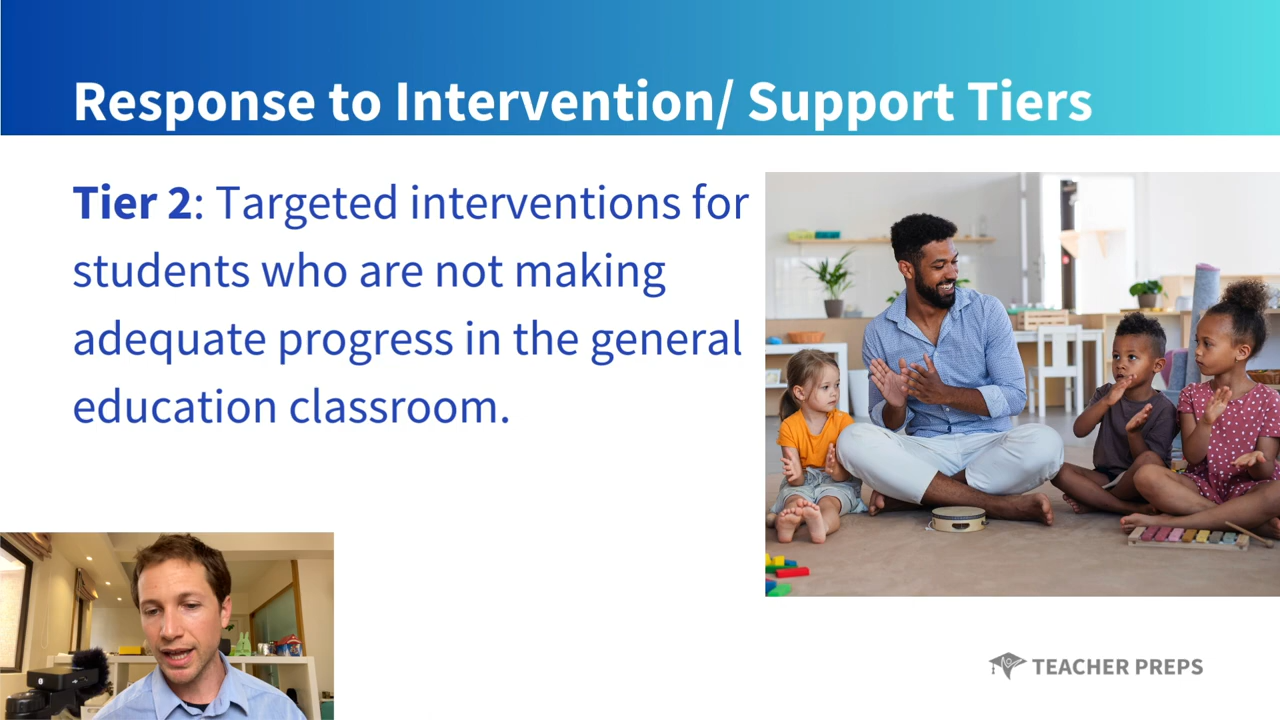 Response to Intervention/ Support Tiers
Tier 2: Targeted interventions for
students who are not making
adequate progress in the general
education classroom.
TEACHER PREPS